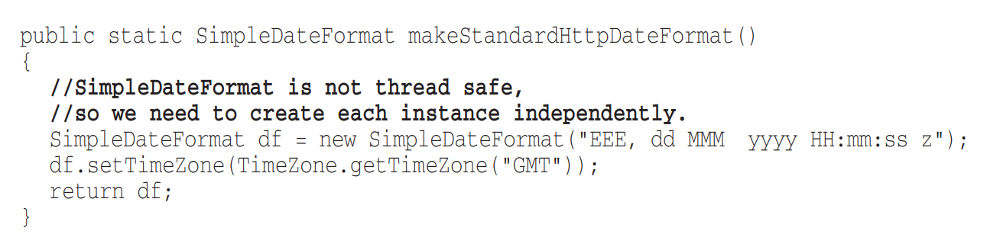 public static SimpleDateFormat makeStandardHttpDateFormat()
{
//SimpleDateFormat is not thread safe,
//so we need to create each instance independently.
SimpleDateFormat df = new SimpleDateFormat("EEE, dd MMM  yyyy HH:mm:ss z");
df.setTimeZone(TimeZone.getTimeZone("GMT"));
return df;
}